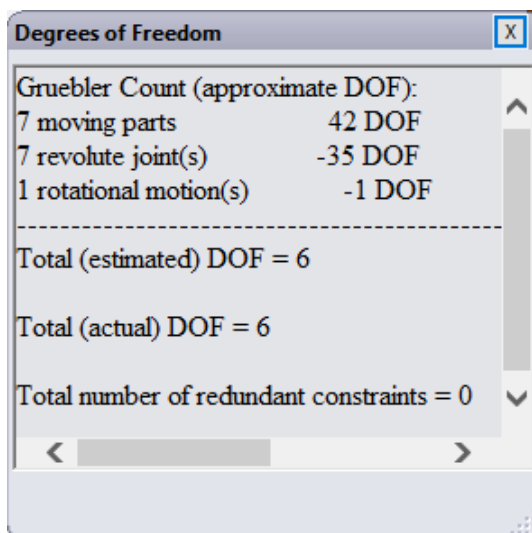 Degrees of Freedom
X
Gruebler Count (approximate DOF):
7 moving parts 42 DOF
7 revolute joint(s) -35 DOF
1 rotational motion(s) -1 DOF
--------------------------------------------
Total (estimated) DOF = 6
Total (actual) DOF = 6
Total number of redundant constraints = 0